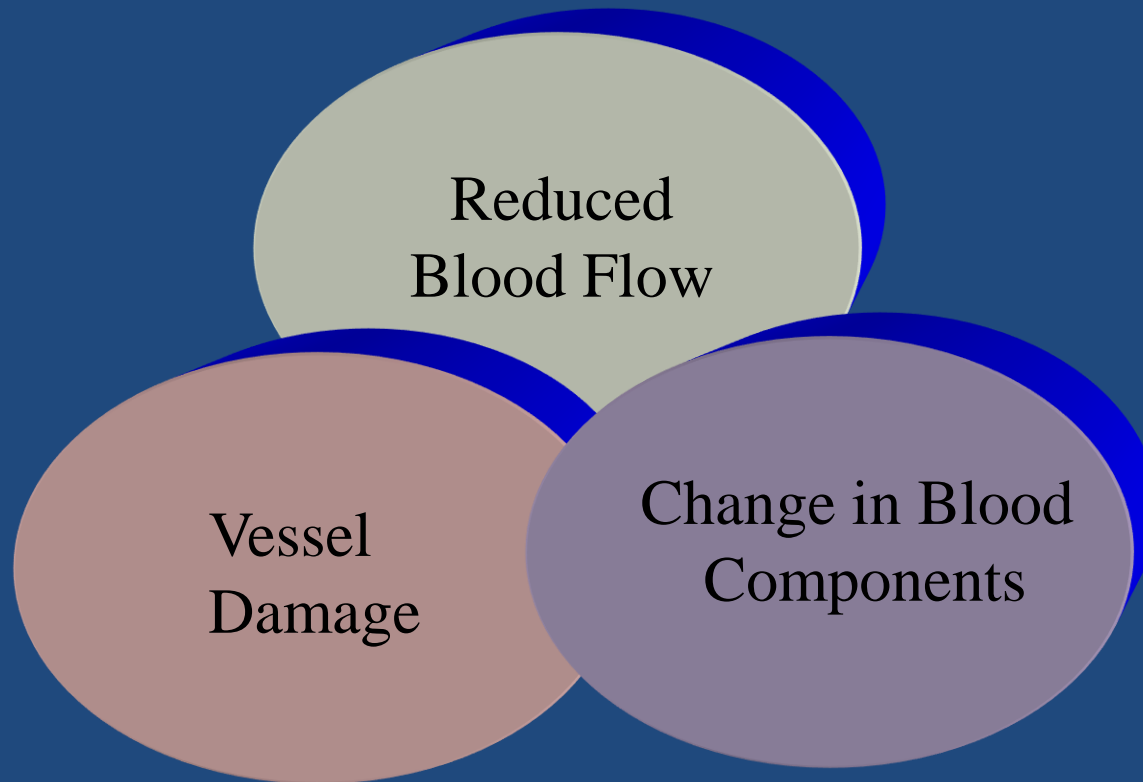 Reduced
Blood Flow
Vessel
Damage
Change in Blood
Components